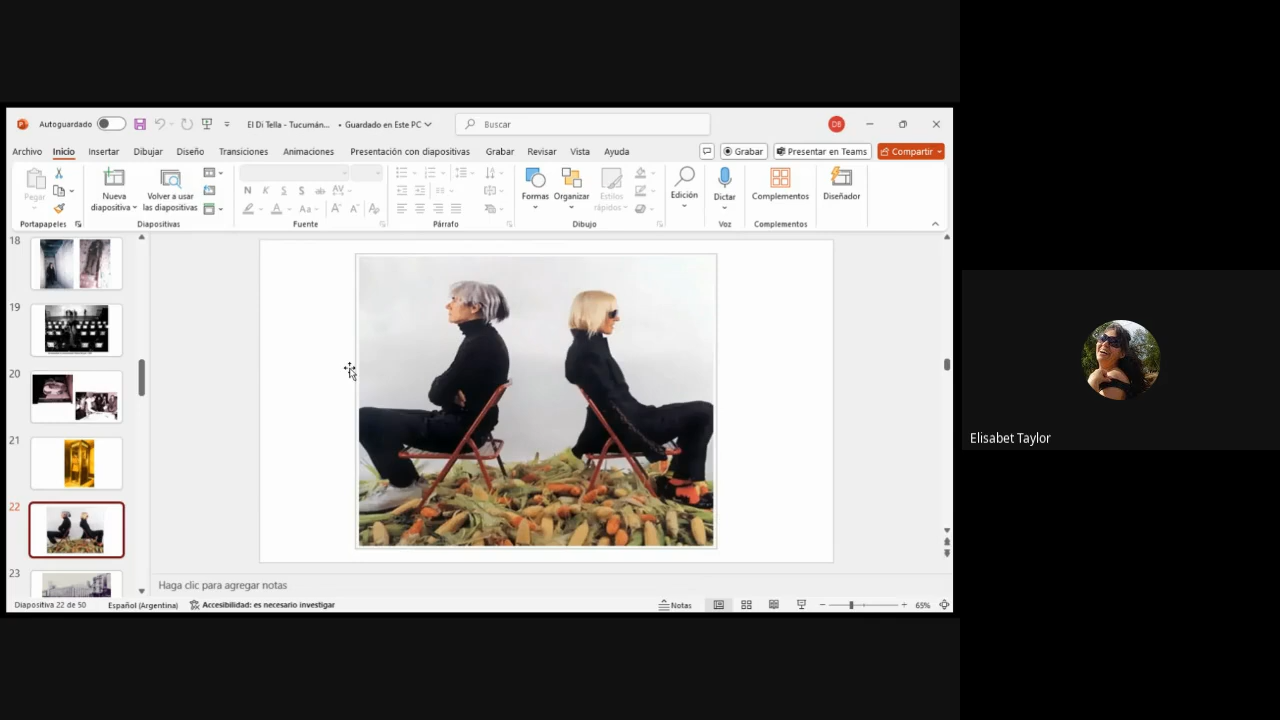 Autoguardado
El Di Tella - Tucumán... • Guardado en Este PC
Buscar
DB
Archivo Inicio Insertar Dibujar Diseño Transiciones Animaciones Presentación con diapositivas Grabar Revisar Vista Ayuda
Grabar
Presentar en Teams
Compartir
Pegar
Nueva diapositiva
Volver a usar las diapositivas
N K S S ab AV
A Aa A A A
Formas
Organizar
Estilos rápidos
Edición
Dictar
Complementos
Diseñador
Portapapeles Diapositivas Fuente Párrafo Dibujo Voz Complementos
18
19
20
21
22
23
Haga clic para agregar notas
Diapositiva 22 de 50 Español (Argentina) Accesibilidad: es necesario investigar Notas 65%
Elisabet Taylor